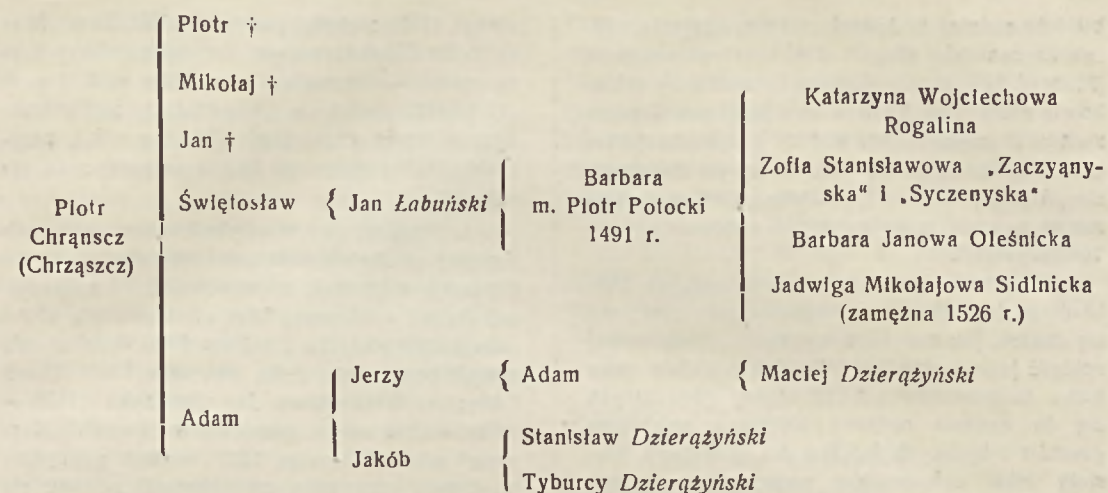 Piotr †
Mikołaj †
Jan †
Piotr
Chrąnscz
(Chrząszcz)
Świętosław { Jan Łabuński
Barbara
m. Piotr Potocki
1491 r.
Katarzyna Wojciechowa
Rogalina
Zofia Stanisławowa „Zaczyąny-
ska“ i „Syczenyska“
Barbara Janowa Oleśnicka
Jadwiga Mikołajowa Sidlnicka
(zamężna 1526 r.)
Adam
Jerzy { Adam { Maciej Dzierążyński
Jakób
Stanisław Dzierążyński
Tyburcy Dzierążyński